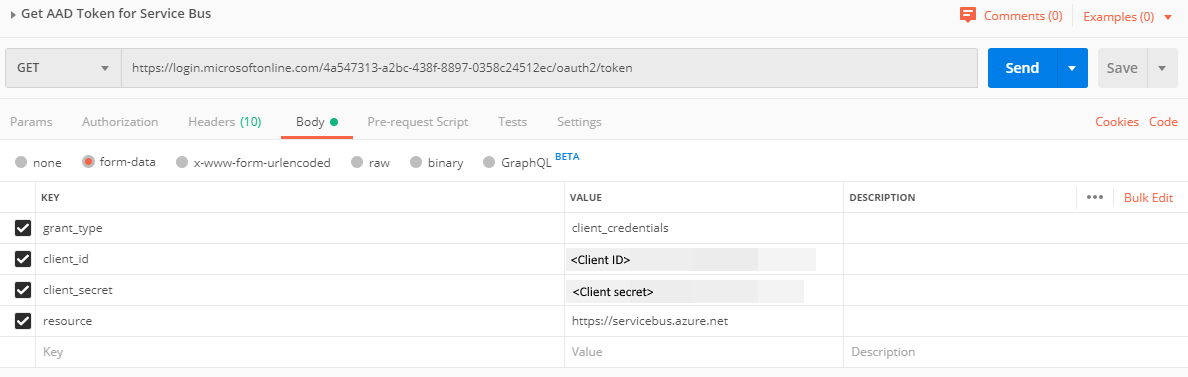 Get AAD Token for Service Bus Comments (0) Examples (0)
GET https://login.microsoftonline.com/4a547313-a2bc-438f-8897-0358c24512ec/oauth2/token Send Save
Params Authorization Headers (10) Body Pre-request Script Tests Settings Cookies Code
none form-data x-www-form-urlencoded raw binary GraphQL BETA
KEY VALUE DESCRIPTION ••• Bulk Edit
grant_type client_credentials
client_id <Client ID>
client_secret <Client secret>
resource https://servicebus.azure.net
Key Value Description